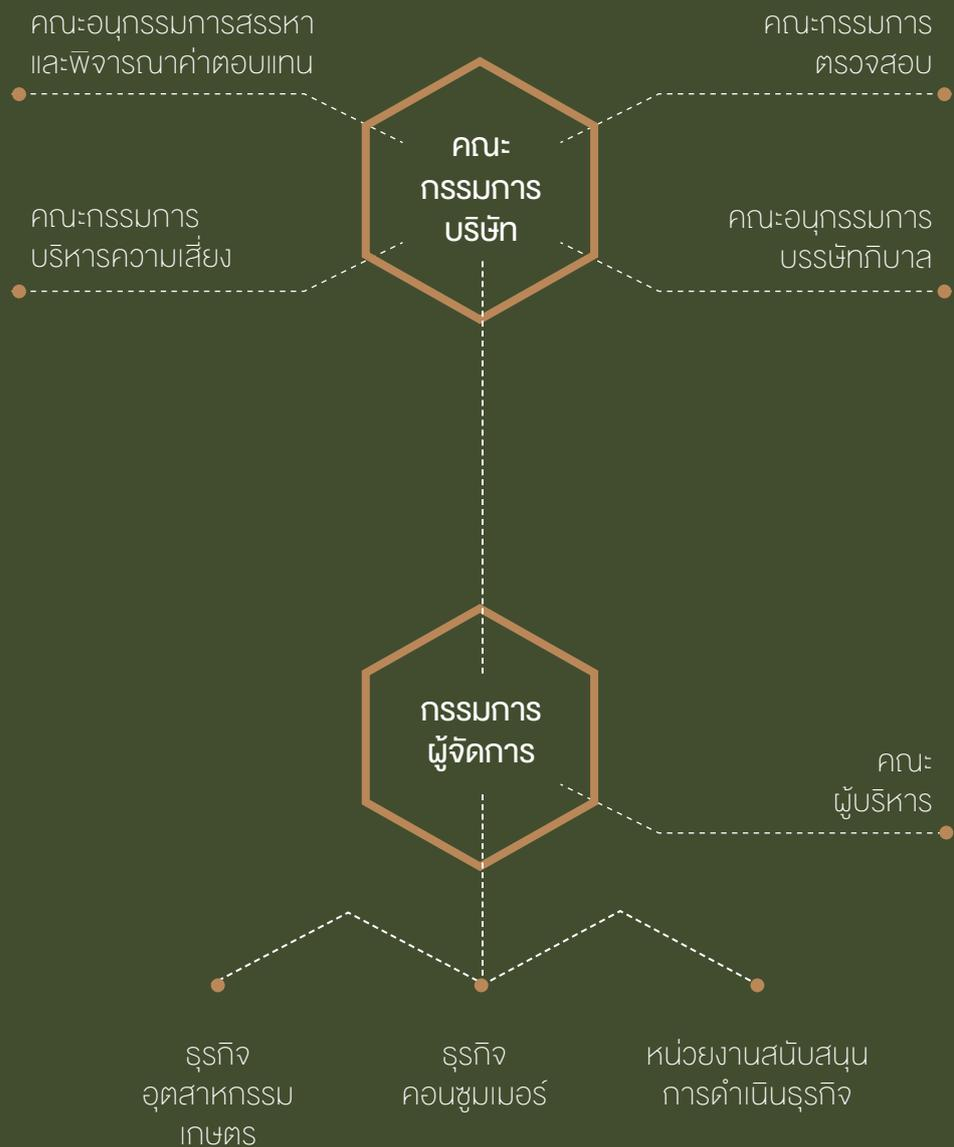 คณะอนุกรรมการสรรหา
และพิจารณาค่าตอบแทน
คณะกรรมการ
ตรวจสอบ
คณะ
กรรมการ
บริษัท
คณะกรรมการ
บริหารความเสี่ยง
คณะอนุกรรมการ
บรรษัทภิบาล
กรรมการ
ผู้จัดการ
คณะ
ผู้บริหาร
ธุรกิจ
อุตสาหกรรม
เกษตร
ธุรกิจ
คอนซูมเมอร์
หน่วยงานสนับสนุน
การดำเนินธุรกิจ